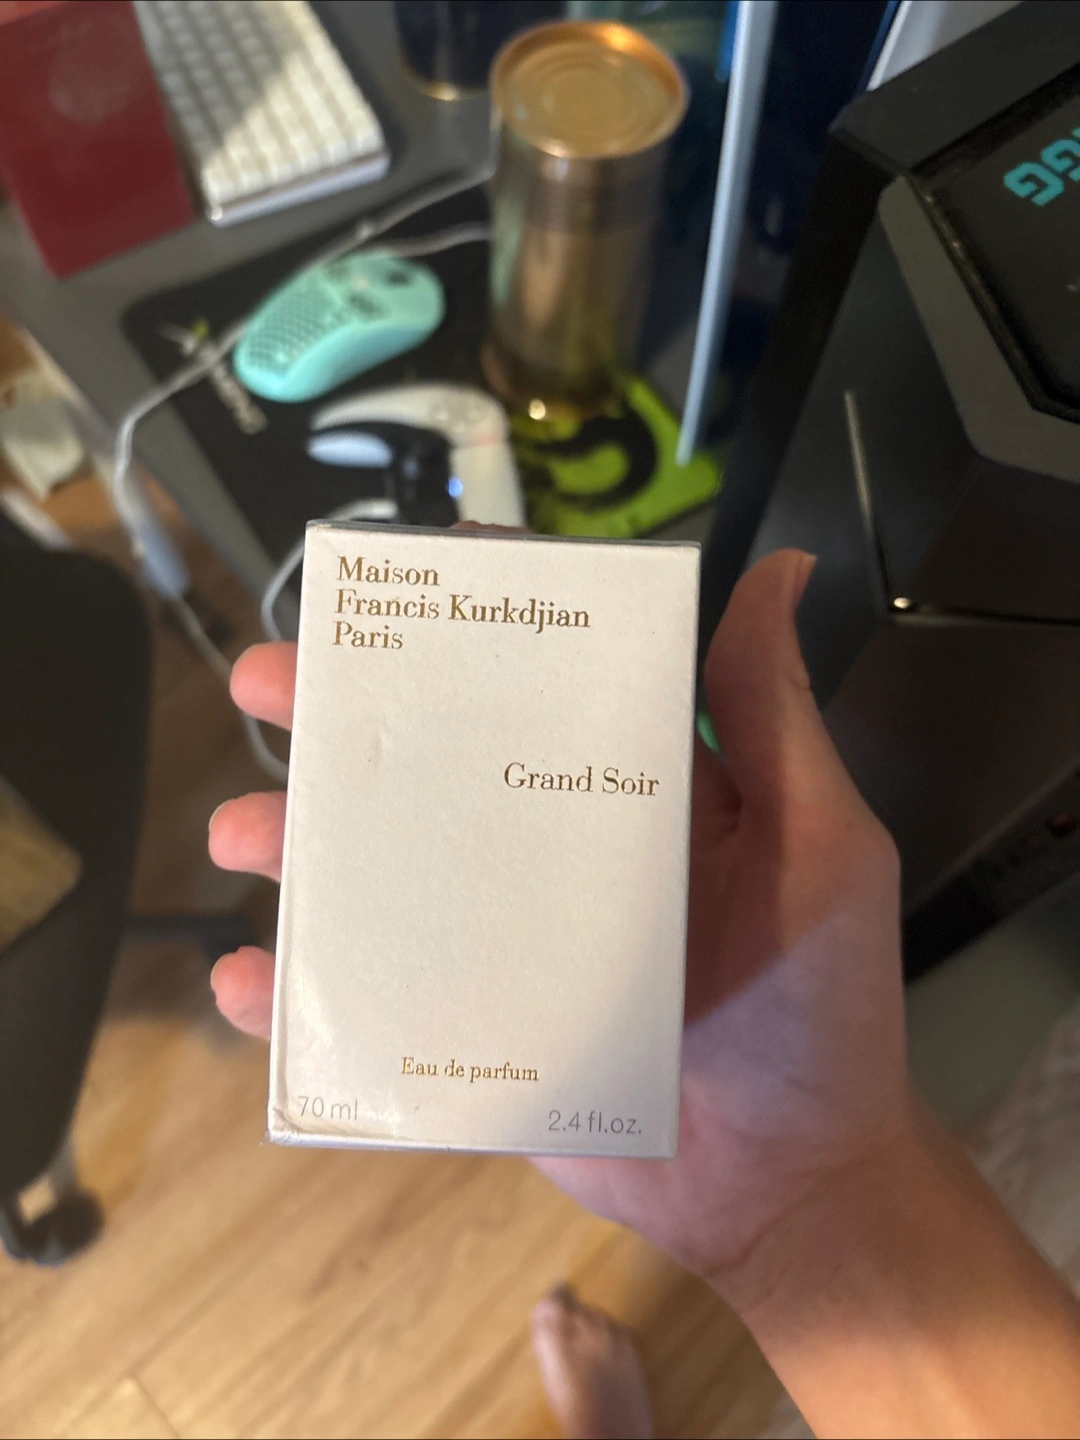 Maison
Francis Kurkdjian
Paris
Grand Soir
Eau de parfum
70 ml
2.4 fl.oz.